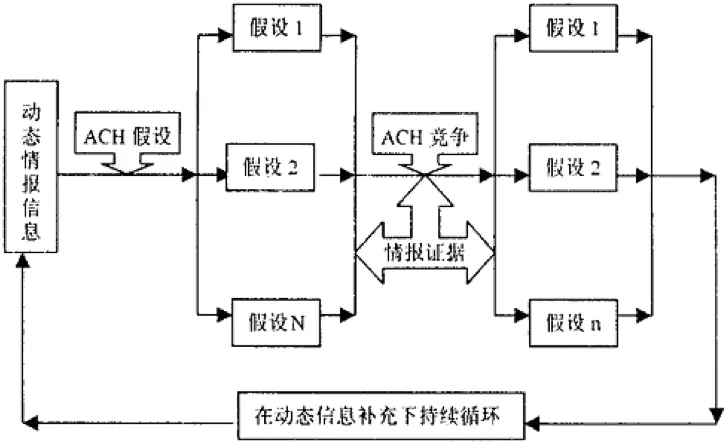 动态情报信息
ACH 假设
假设 1
假设 2
假设 N
ACH 竞争
情报证据
假设 1
假设 2
假设 n
在动态信息补充下持续循环